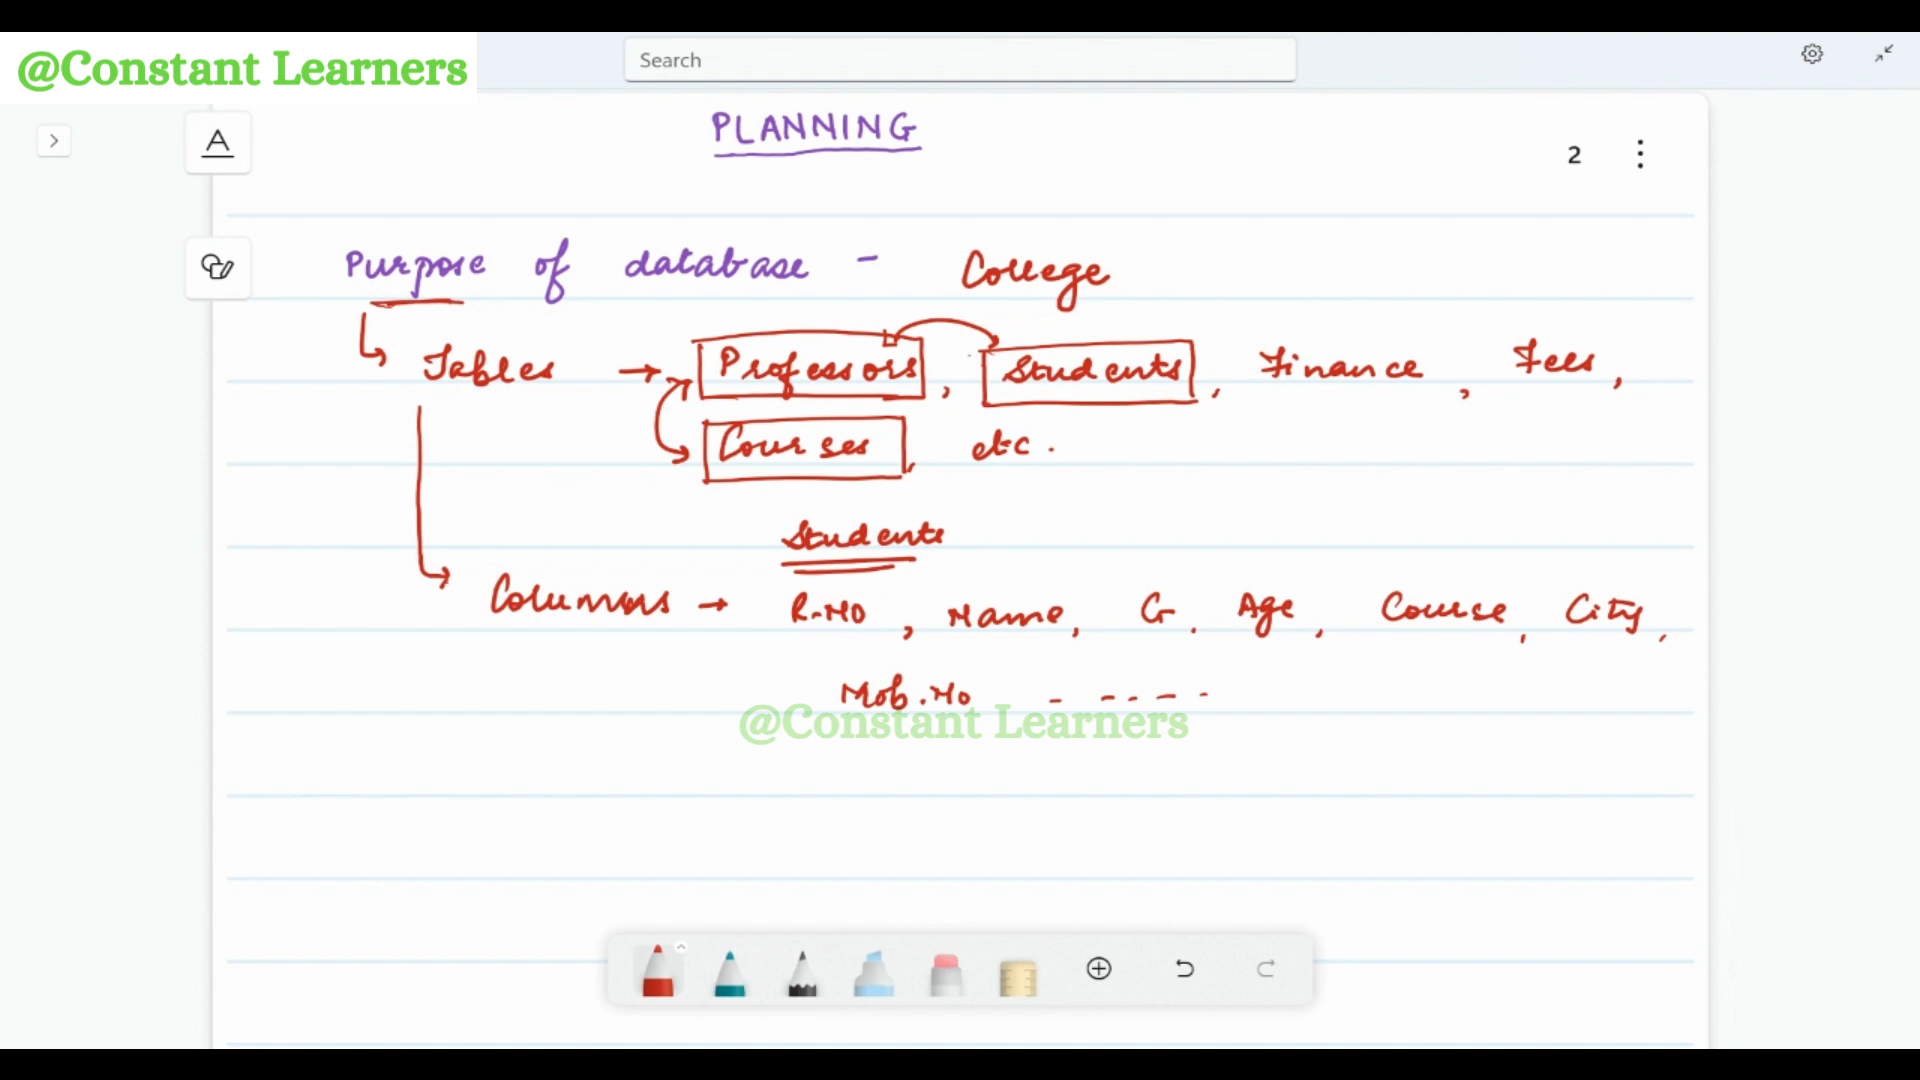 @Constant Learners
Search
PLANNING
2
Purpose of database - College
Tables → Professors, Students, Finance, Fees,
Courses, etc.
Students
Columns → R.No, Name, G. Age, Course, City,
Mob.No - - - - -
@Constant Learners